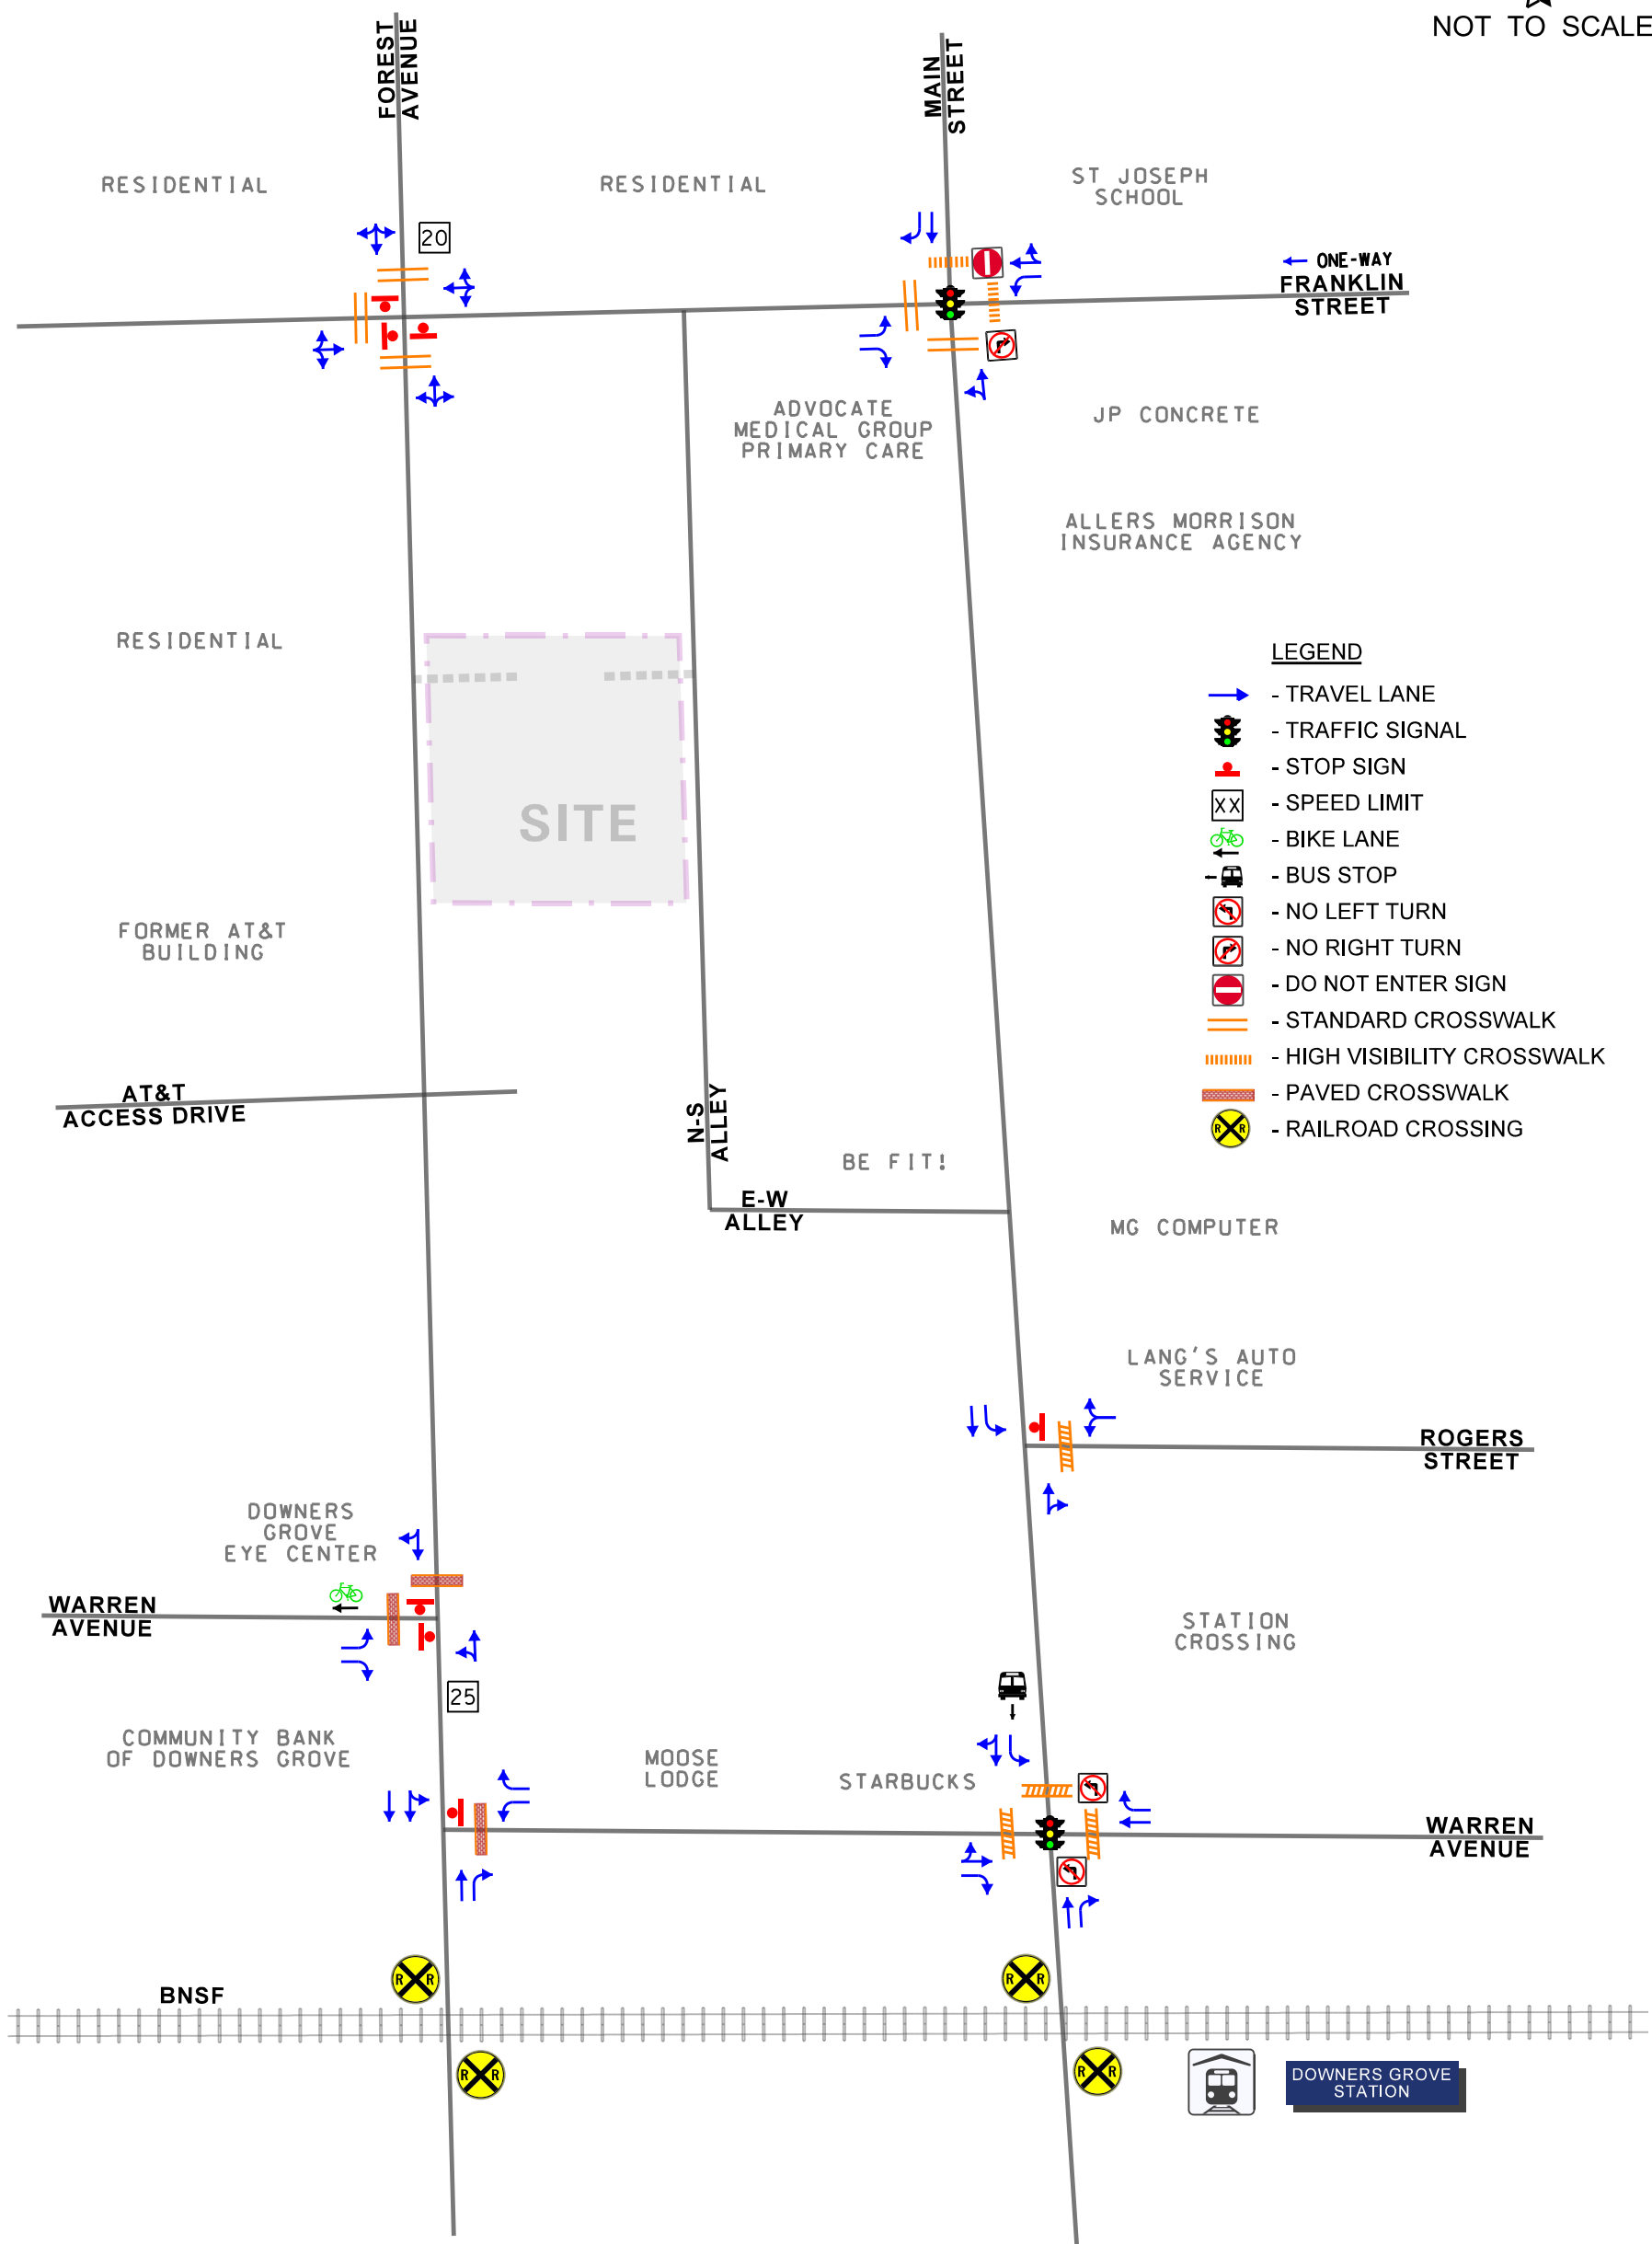 NOT TO SCALE
FOREST
AVENUE
MAIN
STREET
RESIDENTIAL
RESIDENTIAL
ST JOSEPH
SCHOOL
20
ONE-WAY
FRANKLIN
STREET
ADVOCATE
MEDICAL GROUP
PRIMARY CARE
JP CONCRETE
ALLERS MORRISON
INSURANCE AGENCY
RESIDENTIAL
SITE
LEGEND
- TRAVEL LANE
- TRAFFIC SIGNAL
- STOP SIGN
XX - SPEED LIMIT
- BIKE LANE
- BUS STOP
- NO LEFT TURN
- NO RIGHT TURN
- DO NOT ENTER SIGN
- STANDARD CROSSWALK
- HIGH VISIBILITY CROSSWALK
- PAVED CROSSWALK
R R - RAILROAD CROSSING
FORMER AT&T
BUILDING
AT&T
ACCESS DRIVE
N-S
ALLEY
BE FIT!
E-W
ALLEY
MG COMPUTER
LANG'S AUTO
SERVICE
ROGERS
STREET
DOWNERS
GROVE
EYE CENTER
WARREN
AVENUE
STATION
CROSSING
25
COMMUNITY BANK
OF DOWNERS GROVE
MOOSE
LODGE
STARBUCKS
WARREN
AVENUE
R R
R R
BNSF
R R
R R
DOWNERS GROVE
STATION